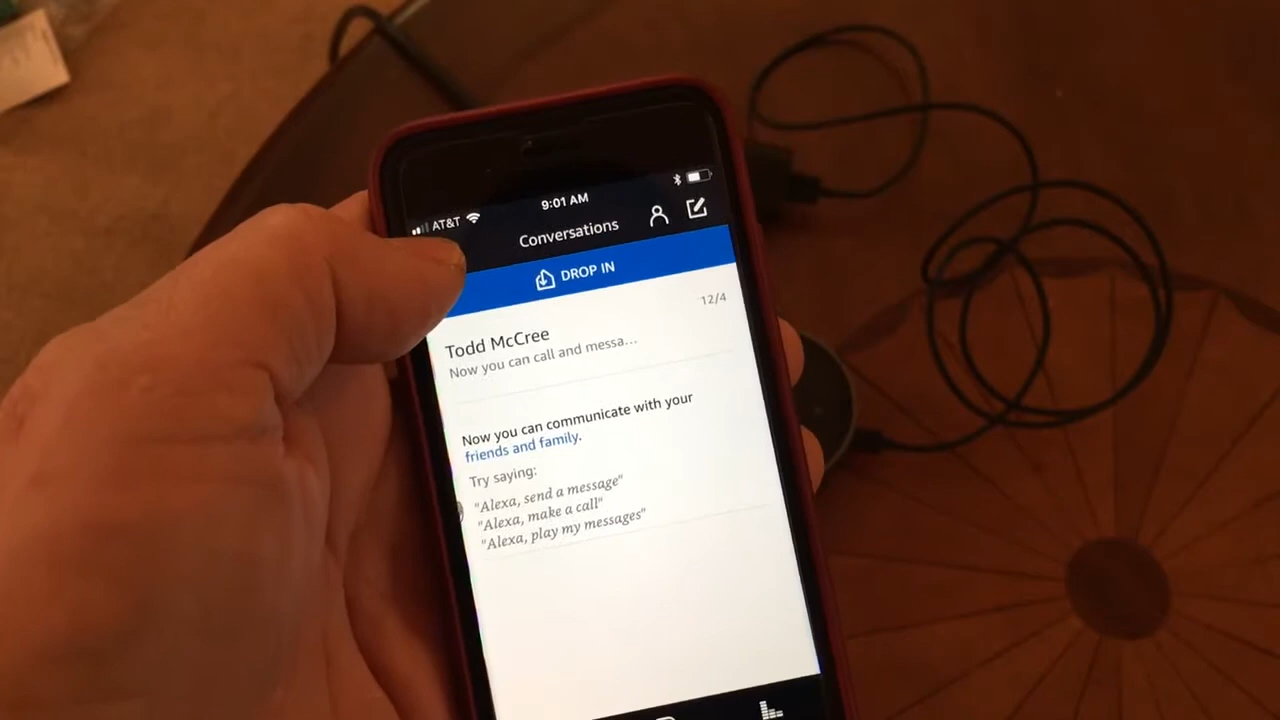 AT&T
9:01 AM
Conversations
DROP IN
12/4
Todd McCree
Now you can call and messa...
Now you can communicate with your
friends and family.
Try saying:
"Alexa, send a message"
"Alexa, make a call"
"Alexa, play my messages"